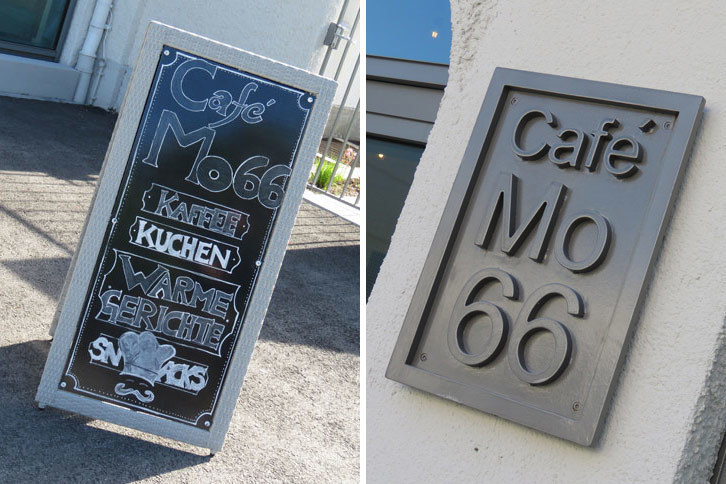 Café
Mo66
KAFFEE
KUCHEN
WARME
GERICHTE
SNACKS
Café
Mo
66